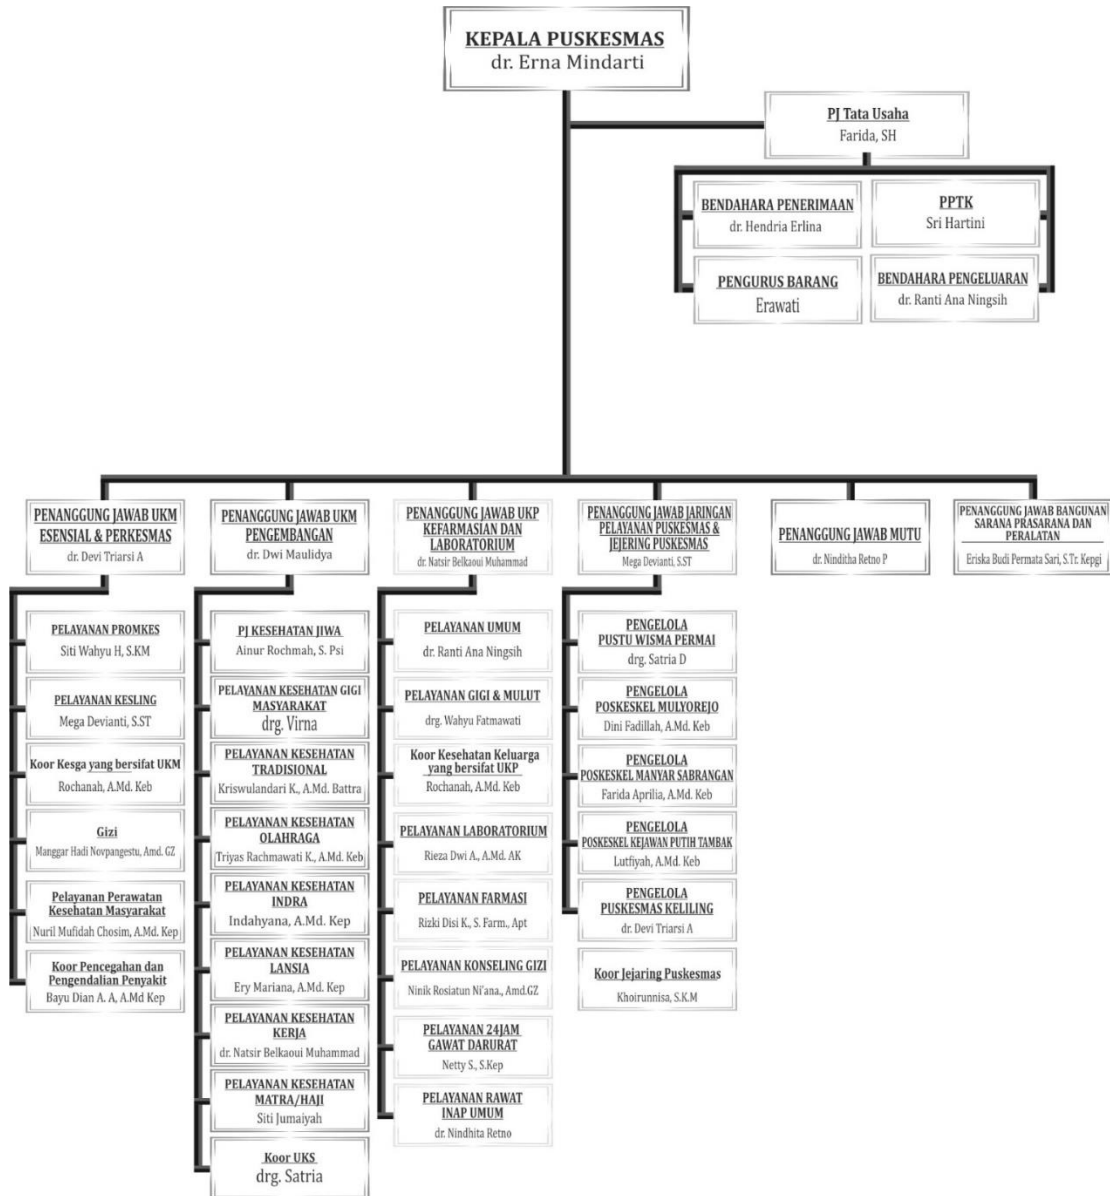 KEPALA PUSKESMAS
dr. Erna Mindarti
PJ Tata Usaha
Farida, SH
BENDAHARA PENERIMAAN
dr. Hendria Erlina
PPTK
Sri Hartini
PENGURUS BARANG
Erawati
BENDAHARA PENGELUARAN
dr. Ranti Ana Ningsih
PENANGGUNG JAWAB UKM
ESENSIAL & PERKESMAS
dr. Devi Triarsi A
PELAYANAN PROMKES
Siti Wahyu H, S.KM
PELAYANAN KESLING
Mega Devianti, S.ST
Koor Kesga yang bersifat UKM
Rochanah, A.Md. Keb
Gizi
Manggar Hadi Novpangestu, Amd. GZ
Pelayanan Perawatan
Kesehatan Masyarakat
Nuril Mufidah Chosim, A.Md. Kep
Koor Pencegahan dan
Pengendalian Penyakit
Bayu Dian A. A, A.Md Kep
PENANGGUNG JAWAB UKM
PENGEMBANGAN
dr. Dwi Maulidya
PJ KESEHATAN JIWA
Ainur Rochmah, S. Psi
PELAYANAN KESEHATAN GIGI
MASYARAKAT
drg. Virna
PELAYANAN KESEHATAN
TRADISIONAL
Kriswulandari K., A.Md. Battra
PELAYANAN KESEHATAN
OLAHRAGA
Triyas Rachmawati K., A.Md. Keb
PELAYANAN KESEHATAN
INDRA
Indahyana, A.Md. Kep
PELAYANAN KESEHATAN
LANSIA
Ery Mariana, A.Md. Kep
PELAYANAN KESEHATAN
KERJA
dr. Natsir Belkaoui Muhammad
PELAYANAN KESEHATAN
MATRA/HAJI
Siti Jumaiyah
Koor UKS
drg. Satria
PENANGGUNG JAWAB UKP
KEFARMASIAN DAN
LABORATORIUM
dr. Natsir Belkaoui Muhammad
PELAYANAN UMUM
dr. Ranti Ana Ningsih
PELAYANAN GIGI & MULUT
drg. Wahyu Fatmawati
Koor Kesehatan Keluarga
yang bersifat UKP
Rochanah, A.Md. Keb
PELAYANAN LABORATORIUM
Rieza Dwi A., A.Md. AK
PELAYANAN FARMASI
Rizki Disi K., S. Farm., Apt
PELAYANAN KONSELING GIZI
Ninik Rosiatun Ni'ana., Amd.GZ
PELAYANAN 24JAM
GAWAT DARURAT
Netty S., S.Kep
PELAYANAN RAWAT
INAP UMUM
dr. Nindhita Retno
PENANGGUNG JAWAB JARINGAN
PELAYANAN PUSKESMAS &
JEJERING PUSKESMAS
Mega Devianti, S.ST
PENGELOLA
PUSTU WISMA PERMAI
drg. Satria D
PENGELOLA
POSKESKEL MULYOREJO
Dini Fadillah, A.Md. Keb
PENGELOLA
POSKESKEL MANYAR SABRANGAN
Farida Aprilia, A.Md. Keb
PENGELOLA
POSKESKEL KEJAWAN PUTIH TAMBAK
Lutfiyah, A.Md. Keb
PENGELOLA
PUSKESMAS KELILING
dr. Devi Triarsi A
Koor Jejaring Puskesmas
Khoirunnisa, S.K.M
PENANGGUNG JAWAB MUTU
dr. Ninditha Retno P
PENANGGUNG JAWAB BANGUNAN
SARANA PRASARANA DAN
PERALATAN
Eriska Budi Permata Sari, S.Tr. Kepgi